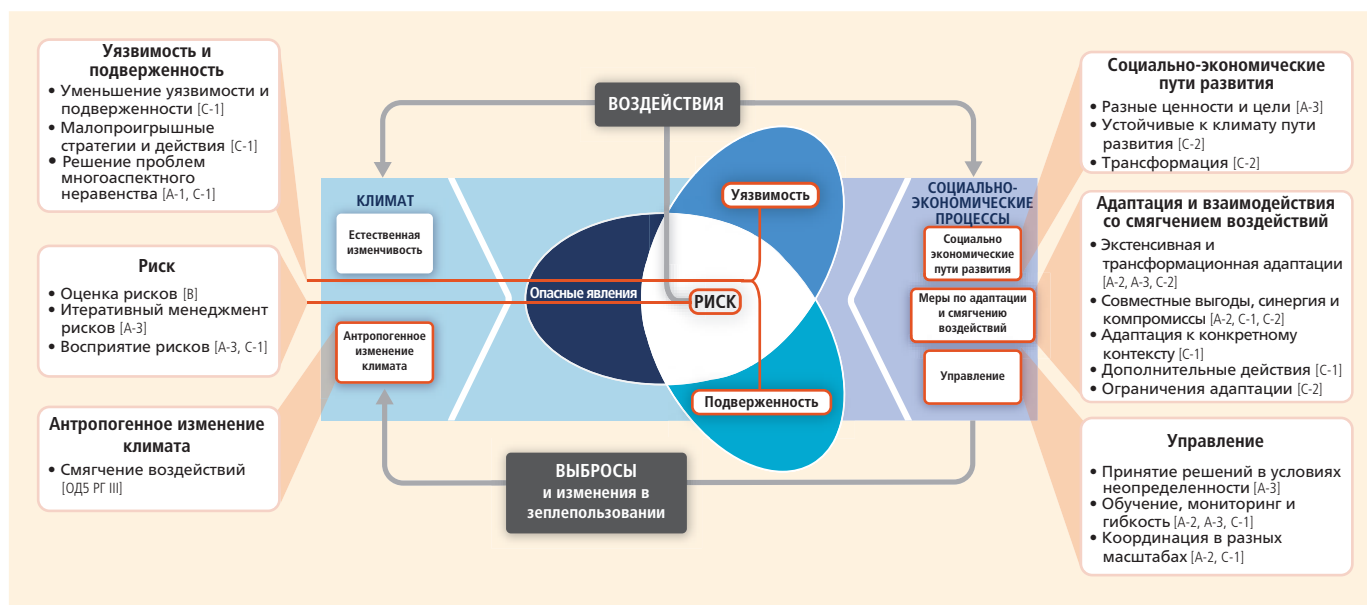 Уязвимость и
подверженность
• Уменьшение уязвимости и
подверженности [C-1]
• Малопроигрышные
стратегии и действия [C-1]
• Решение проблем
многоаспектного
неравенства [A-1, C-1]
Риск
• Оценка рисков [B]
• Итеративный менеджмент
рисков [A-3]
• Восприятие рисков [A-3, C-1]
Антропогенное изменение
климата
• Смягчение воздействий
[ОД5 РГ III]
ВОЗДЕЙСТВИЯ
КЛИМАТ
Естественная
изменчивость
Антропогенное
изменение
климата
Опасные явления
Уязвимость
РИСК
Подверженность
СОЦИАЛЬНО-
ЭКОНОМИЧЕСКИЕ
ПРОЦЕССЫ
Социально
экономические
пути развития
Меры по адаптации
и смягчению
воздействий
Управление
ВЫБРОСЫ
и изменения в
зеплепользовании
Социально-экономические
пути развития
• Разные ценности и цели [A-3]
• Устойчивые к климату пути
развития [C-2]
• Трансформация [C-2]
Адаптация и взаимодействия
со смягчением воздействий
• Экстенсивная и
трансформационная адаптации
[A-2, A-3, C-2]
• Совместные выгоды, синергия и
компромиссы [A-2, C-1, C-2]
• Адаптация к конкретному
контексту [C-1]
• Дополнительные действия [C-1]
• Ограничения адаптации [C-2]
Управление
• Принятие решений в условиях
неопределенности [A-3]
• Обучение, мониторинг и
гибкость [A-2, A-3, C-1]
• Координация в разных
масштабах [A-2, C-1]